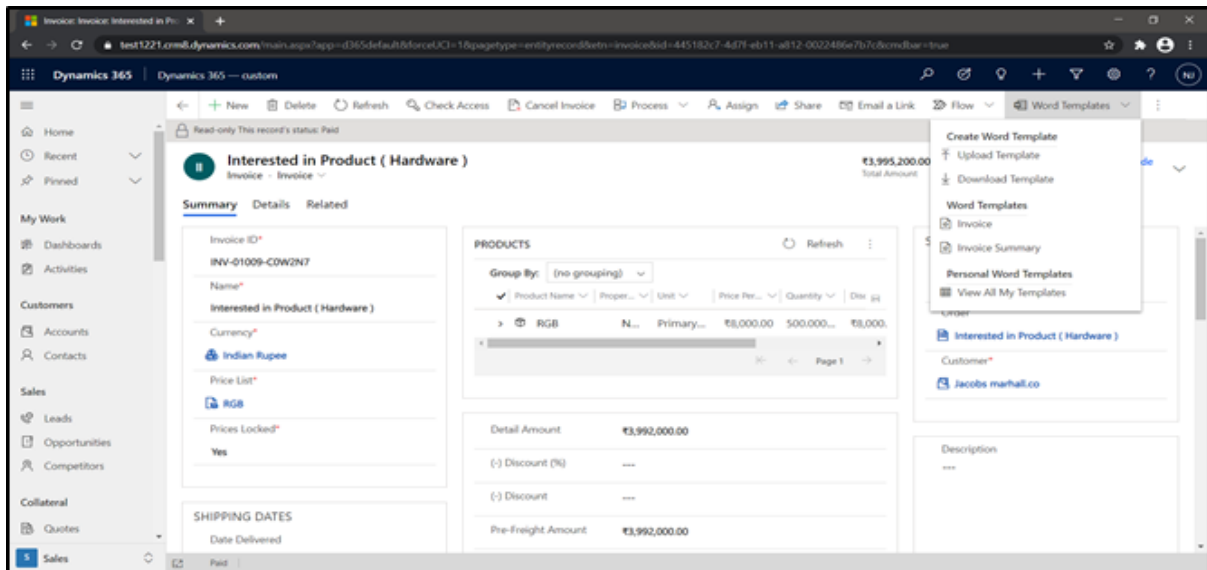 Invoice: Invoice: Interested in Pro
test1221.crm8.dynamics.com/main.aspx?app=d365default&forceUCI=1&pagetype=entityrecord&etn=invoice&id=445182c7-4d7f-eb11-a812-0022486e7b7c&cmdbar=true
Dynamics 365 Dynamics 365 — custom NJ
New Delete Refresh Check Access Cancel Invoice Process Assign Share Email a Link Flow Word Templates
Home
Recent
Pinned
My Work
Dashboards
Activities
Customers
Accounts
Contacts
Sales
Leads
Opportunities
Competitors
Collateral
Quotes
S Sales
Read-only This record's status: Paid
II Interested in Product ( Hardware )
Invoice - Invoice
₹3,995,200.00
Total Amount
de
Summary Details Related
Create Word Template
Upload Template
Download Template
Word Templates
Invoice
Invoice Summary
Personal Word Templates
View All My Templates
Invoice ID*
INV-01009-C0W2N7
Name*
Interested in Product ( Hardware )
Currency*
Indian Rupee
Price List*
RGB
Prices Locked*
Yes
SHIPPING DATES
Date Delivered
PRODUCTS Refresh
Group By: (no grouping)
Product Name Proper... Unit Price Per... Quantity Disc
RGB N... Primary... ₹8,000.00 500.000... ₹8,000.
Page 1
Detail Amount ₹3,992,000.00
(-) Discount (%) ---
(-) Discount ---
Pre-Freight Amount ₹3,992,000.00
S
Order
Interested in Product ( Hardware )
Customer*
Jacobs marhall.co
Description
---
Paid